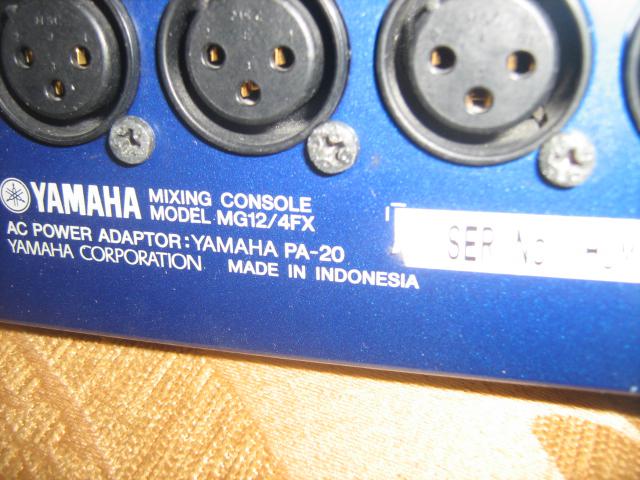 YAMAHA MIXING CONSOLE
MODEL MG12/4FX
AC POWER ADAPTOR:YAMAHA PA-20
YAMAHA CORPORATION MADE IN INDONESIA
SER No